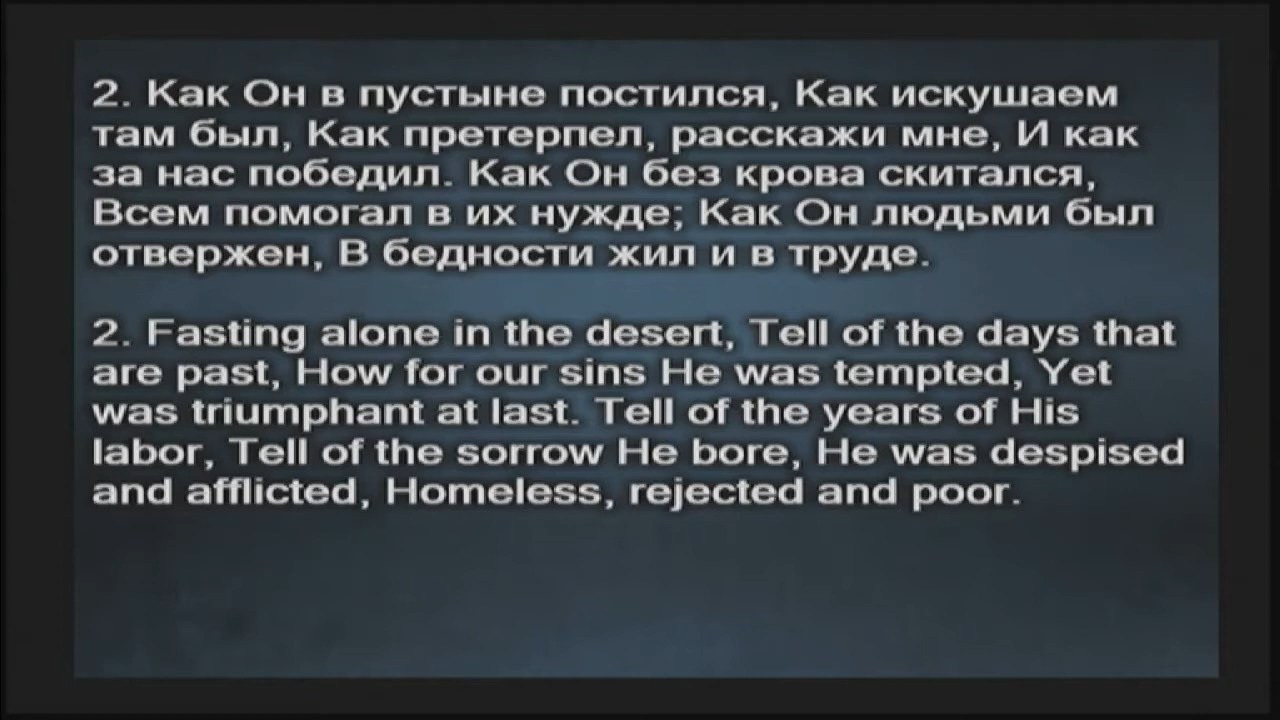 2. Как Он в пустыне постился, Как искушаем
там был, Как претерпел, расскажи мне, И как
за нас победил. Как Он без крова скитался,
Всем помогал в их нужде; Как Он людьми был
отвержен, В бедности жил и в труде.
2. Fasting alone in the desert, Tell of the days that
are past, How for our sins He was tempted, Yet
was triumphant at last. Tell of the years of His
labor, Tell of the sorrow He bore, He was despised
and afflicted, Homeless, rejected and poor.